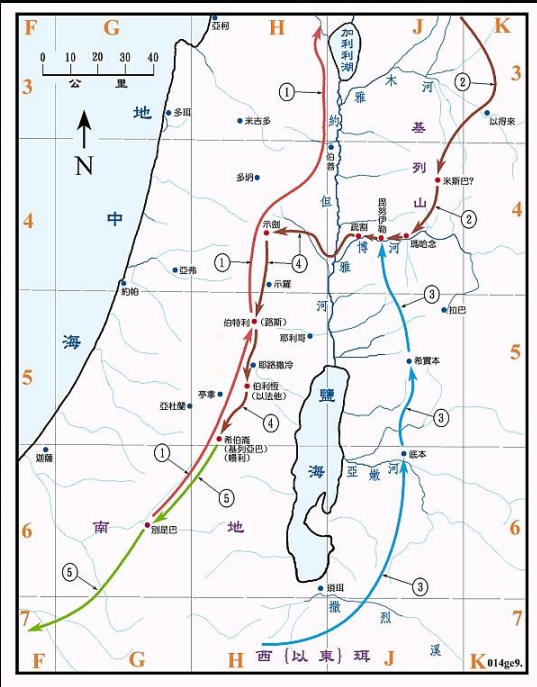 F G H J K
亞柯
0 10 20 30 40
公 里
加利利湖
3
①
②
3
雅 木 河
多珥
地
米吉多
約
以得來
N
基
列
山
伯善
多坍
米斯巴?
中
但
4
示劍
疏割
毘努伊勒
瑪哈念
②
4
①
④
雅 博 河
亞弗
示羅
③
約帕
河
伯特利 (路斯)
拉巴
海
耶利哥
5
耶路撒冷
希實本
5
伯利恆
(以法他)
亭拿
亞杜蘭
鹽
海
④
③
希伯崙
(基列亞巴)
(幔利)
迦薩
①
⑤
亞 嫩 河
底本
6
南 地
別是巴
6
⑤
瑣珥
③
7
撒 烈 溪
7
F G H 西 {以 東} 珥 J K
014ge9.